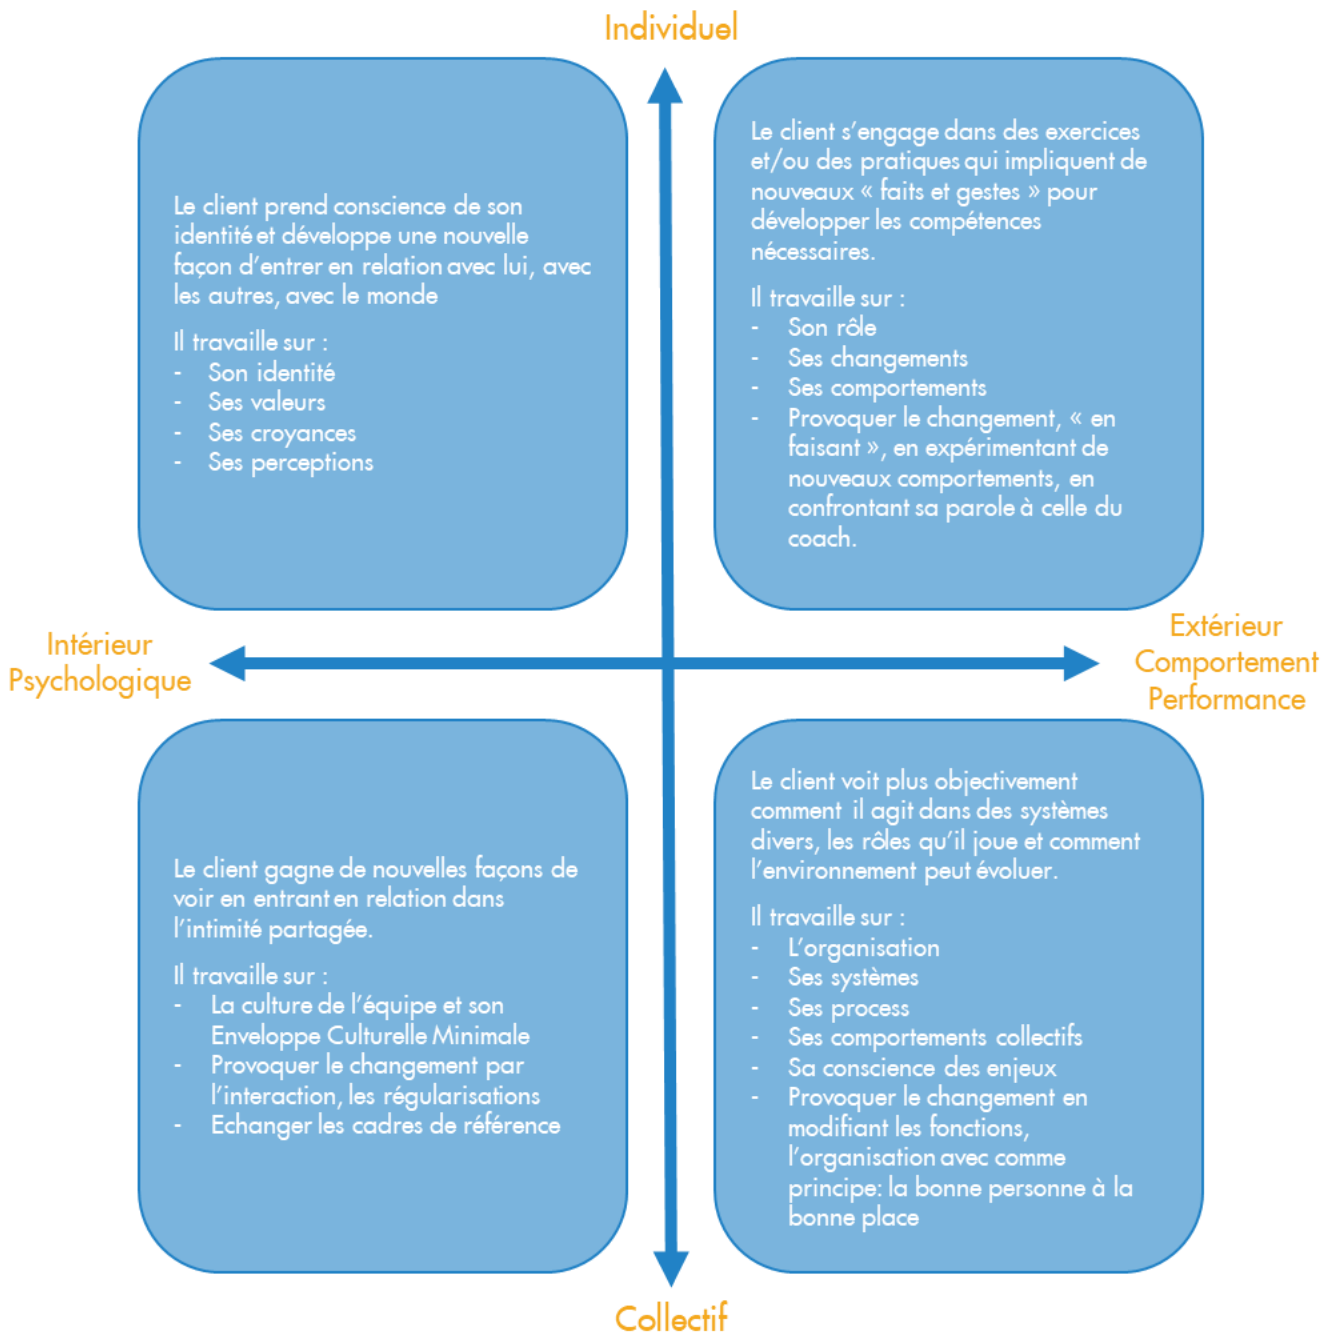 Individuel
Le client prend conscience de son
identité et développe une nouvelle
façon d'entrer en relation avec lui, avec
les autres, avec le monde
Il travaille sur :
- Son identité
- Ses valeurs
- Ses croyances
- Ses perceptions
Le client s'engage dans des exercices
et/ou des pratiques qui impliquent de
nouveaux « faits et gestes » pour
développer les compétences
nécessaires.
Il travaille sur :
- Son rôle
- Ses changements
- Ses comportements
- Provoquer le changement, « en
faisant », en expérimentant de
nouveaux comportements, en
confrontant sa parole à celle du
coach.
Intérieur
Psychologique
Extérieur
Comportement
Performance
Le client gagne de nouvelles façons de
voir en entrant en relation dans
l'intimité partagée.
Il travaille sur :
- La culture de l'équipe et son
Enveloppe Culturelle Minimale
- Provoquer le changement par
l'interaction, les régularisations
- Echanger les cadres de référence
Le client voit plus objectivement
comment il agit dans des systèmes
divers, les rôles qu'il joue et comment
l'environnement peut évoluer.
Il travaille sur :
- L'organisation
- Ses systèmes
- Ses process
- Ses comportements collectifs
- Sa conscience des enjeux
- Provoquer le changement en
modifiant les fonctions,
l'organisation avec comme
principe: la bonne personne à la
bonne place
Collectif